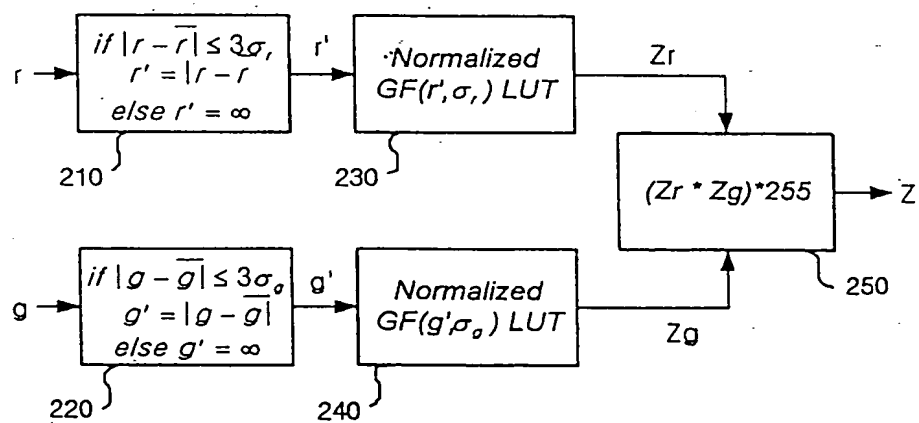 r
if |r - r̅| ≤ 3σr
r' = |r - r
else r' = ∞
210
r'
Normalized
GF(r',σr) LUT
230
Zr
(Zr * Zg)*255
250
Z
g
if |g - g̅| ≤ 3σg
g' = |g - g̅|
else g' = ∞
220
g'
Normalized
GF(g',σg) LUT
240
Zg